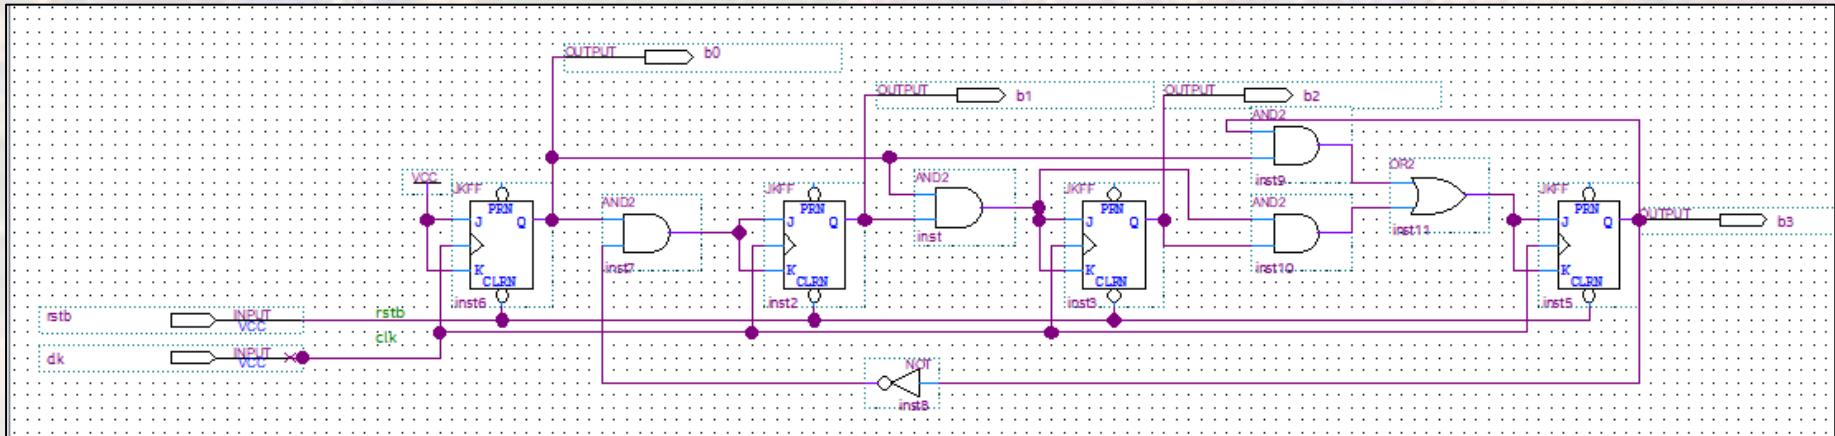 OUTPUT b0
OUTPUT b1
OUTPUT b2
AND2
inst9
OR2
inst11
VCC
JKFF
PRN
J Q
K
CLRN
inst6
AND2
inst7
JKFF
PRN
J Q
K
CLRN
inst2
AND2
inst
JKFF
PRN
J Q
K
CLRN
inst3
AND2
inst10
JKFF
PRN
J Q
K
CLRN
inst5
OUTPUT b3
rstb INPUT VCC rstb
clk INPUT VCC clk
NOT
inst8